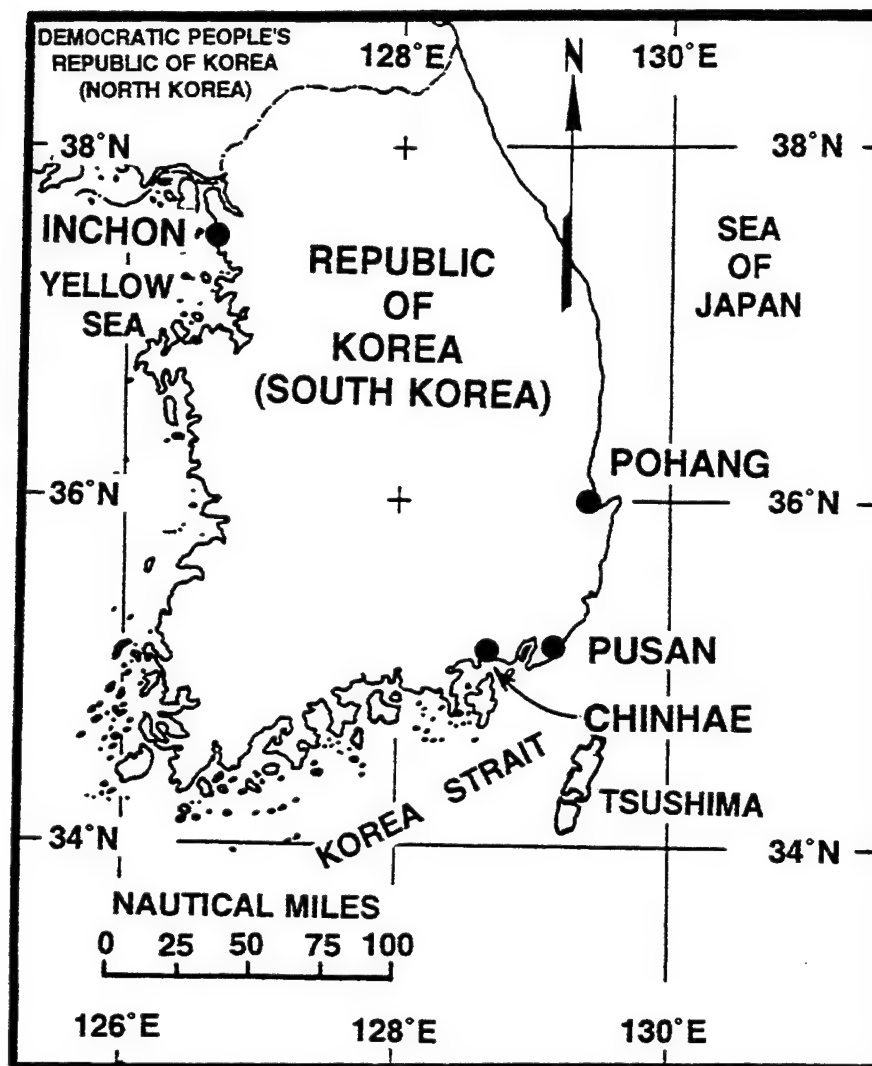 DEMOCRATIC PEOPLE'S
REPUBLIC OF KOREA
(NORTH KOREA)
128°E
N
130°E
38°N
38°N
INCHON
YELLOW
SEA
REPUBLIC
OF
KOREA
(SOUTH KOREA)
SEA
OF
JAPAN
POHANG
36°N
36°N
PUSAN
CHINHAE
KOREA STRAIT
TSUSHIMA
34°N
34°N
NAUTICAL MILES
0 25 50 75 100
126°E
128°E
130°E